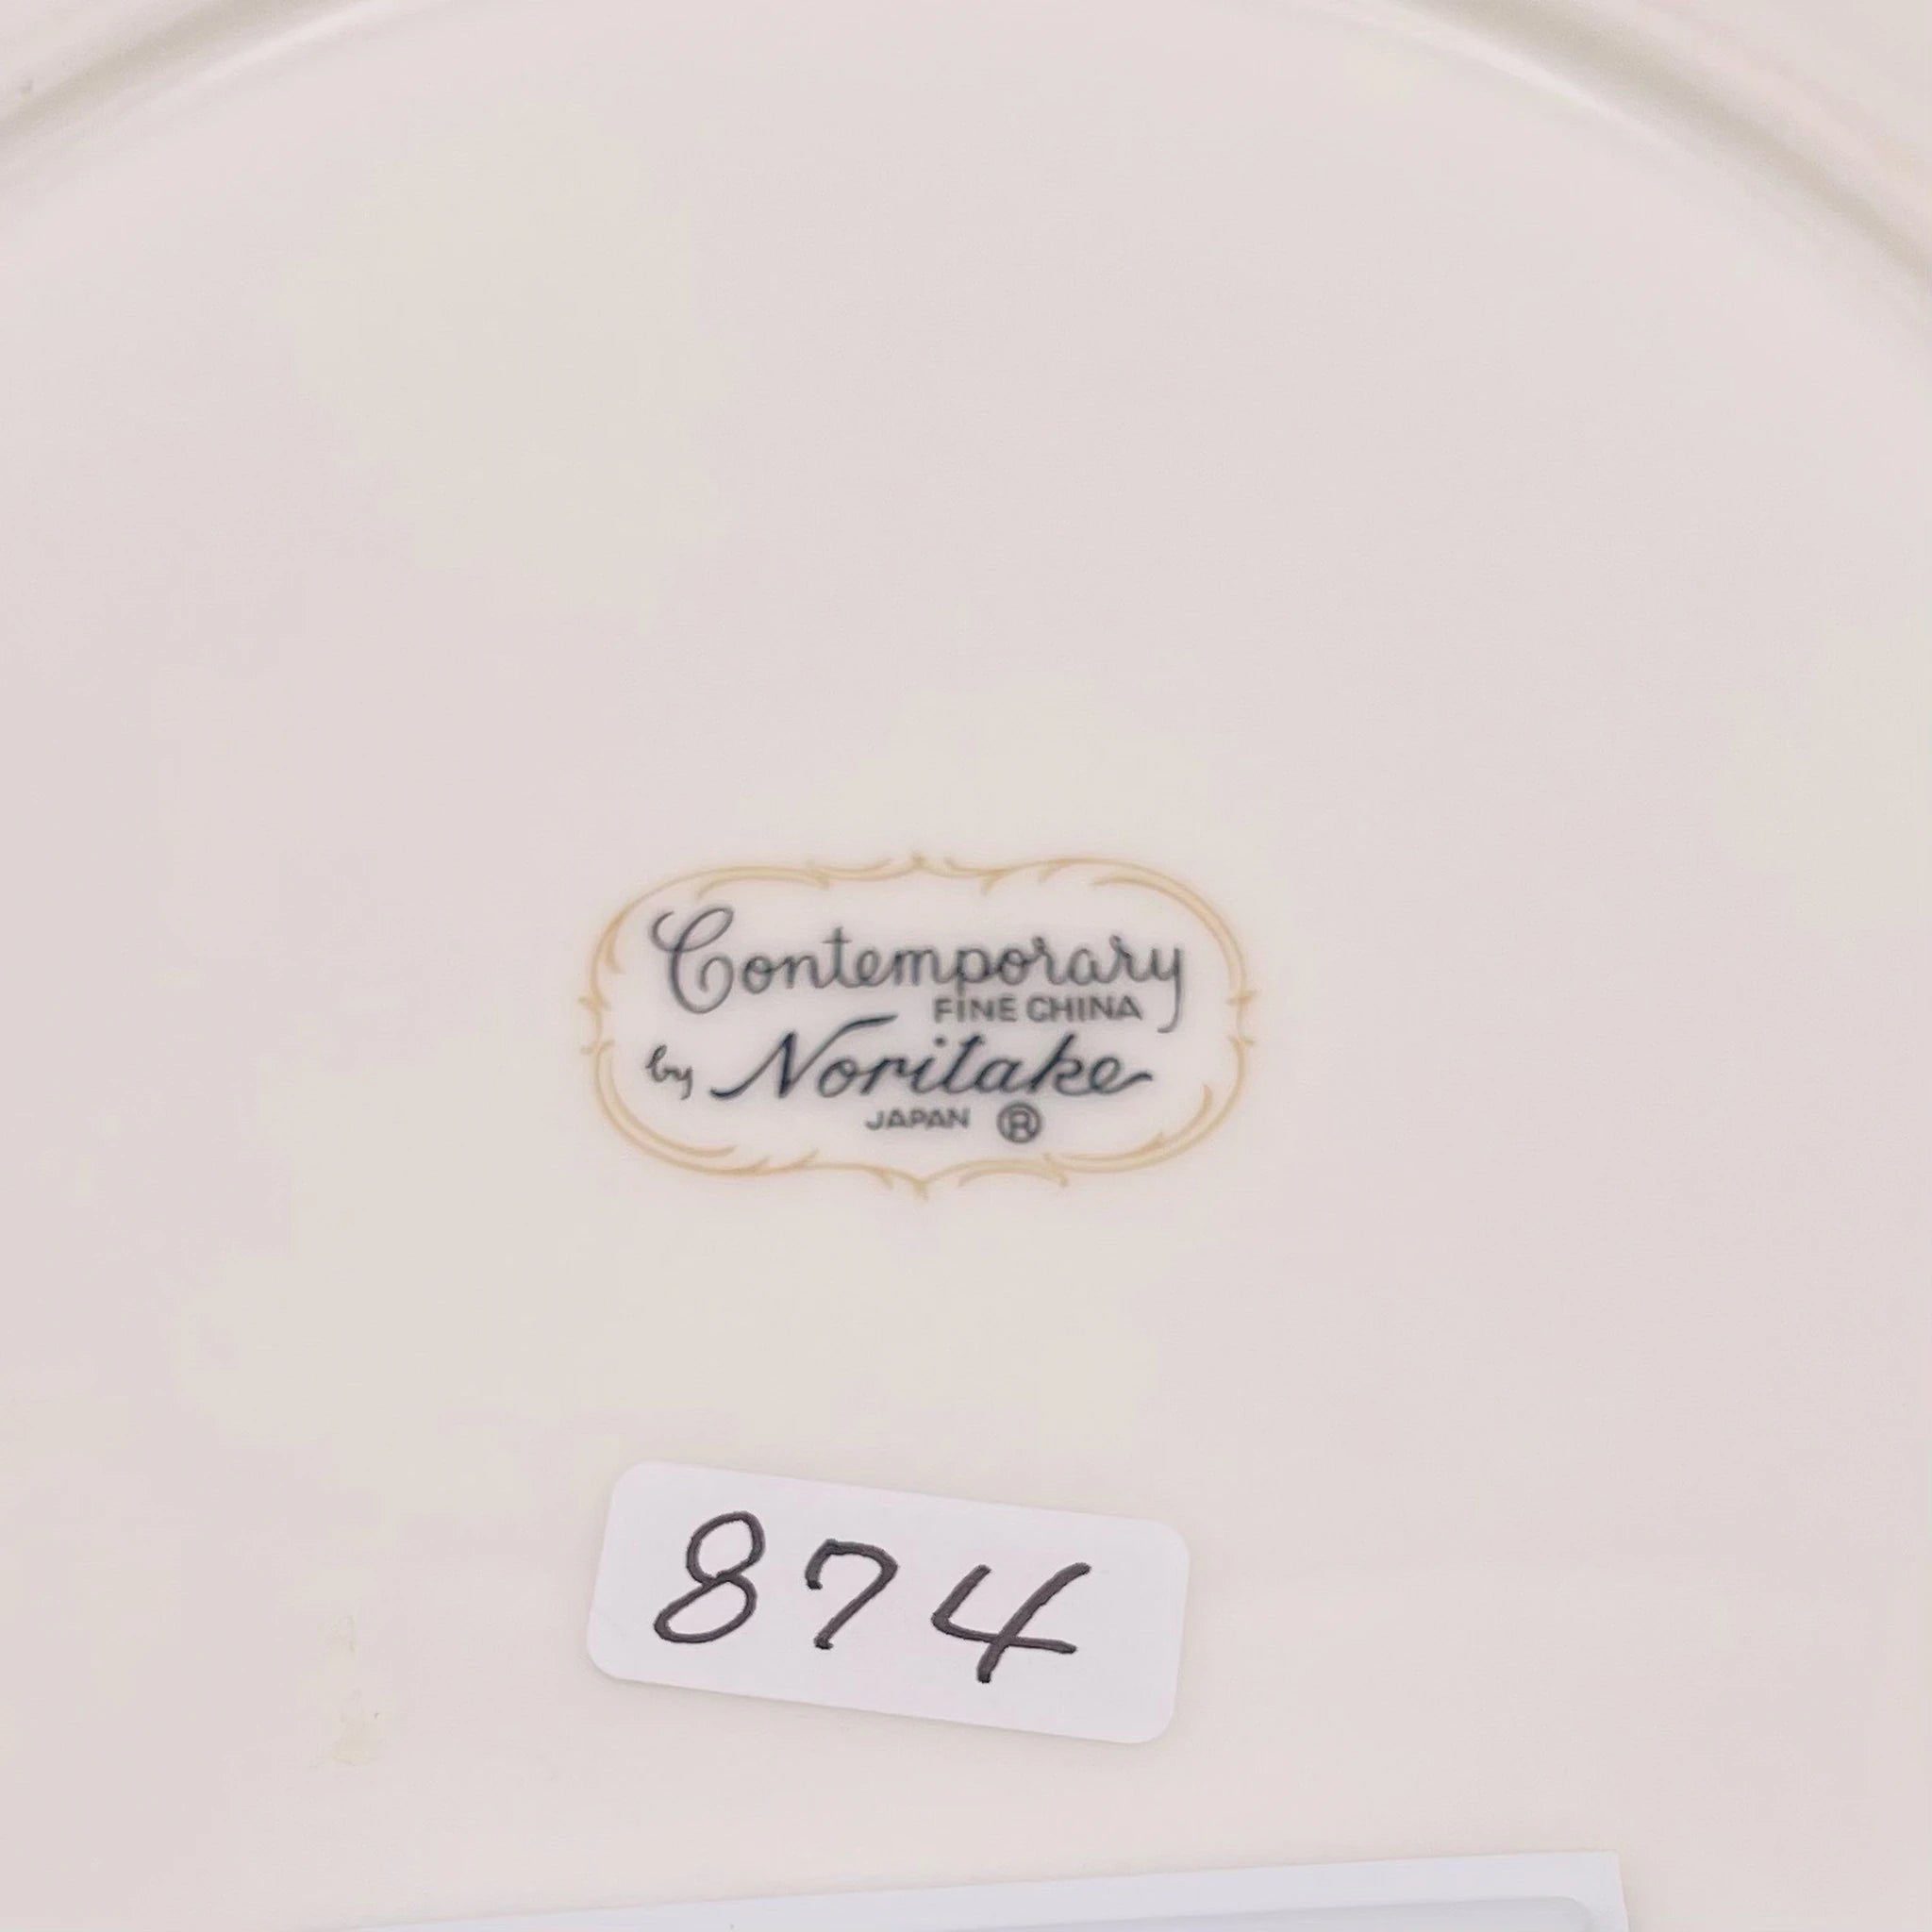 Contemporary
FINE CHINA
by Noritake
JAPAN ®
874